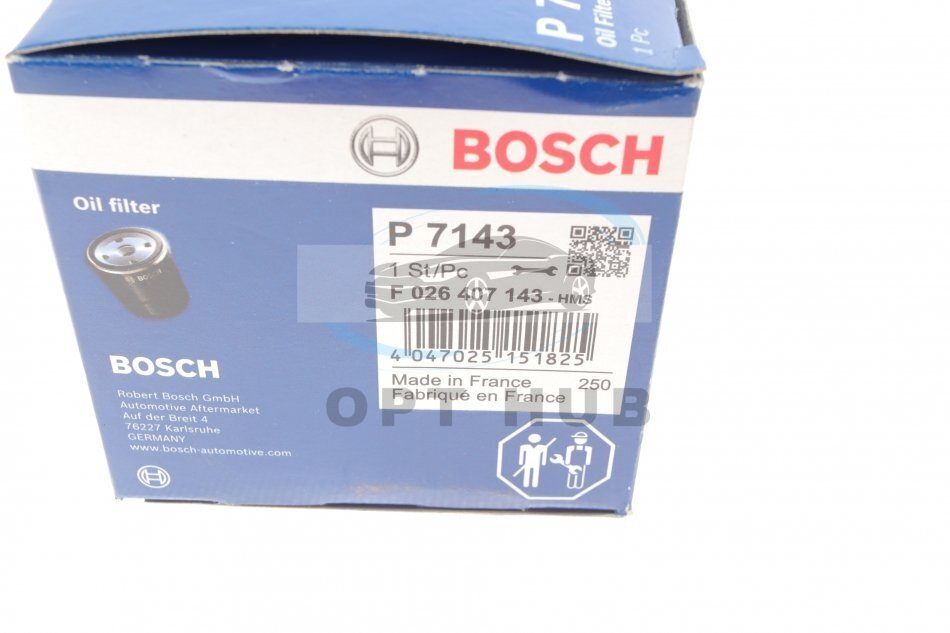 P 7
Oil Filte
1 Pc
BOSCH
Oil filter
BOSCH
P 7143
1 St/Pc
F 026 407 143 - HMS
4 047025 151825
Made in France 250
Fabriqué en France
BOSCH
Robert Bosch GmbH
Automotive Aftermarket
Auf der Breit 4
76227 Karlsruhe
GERMANY
www.bosch-automotive.com
OPT HUB